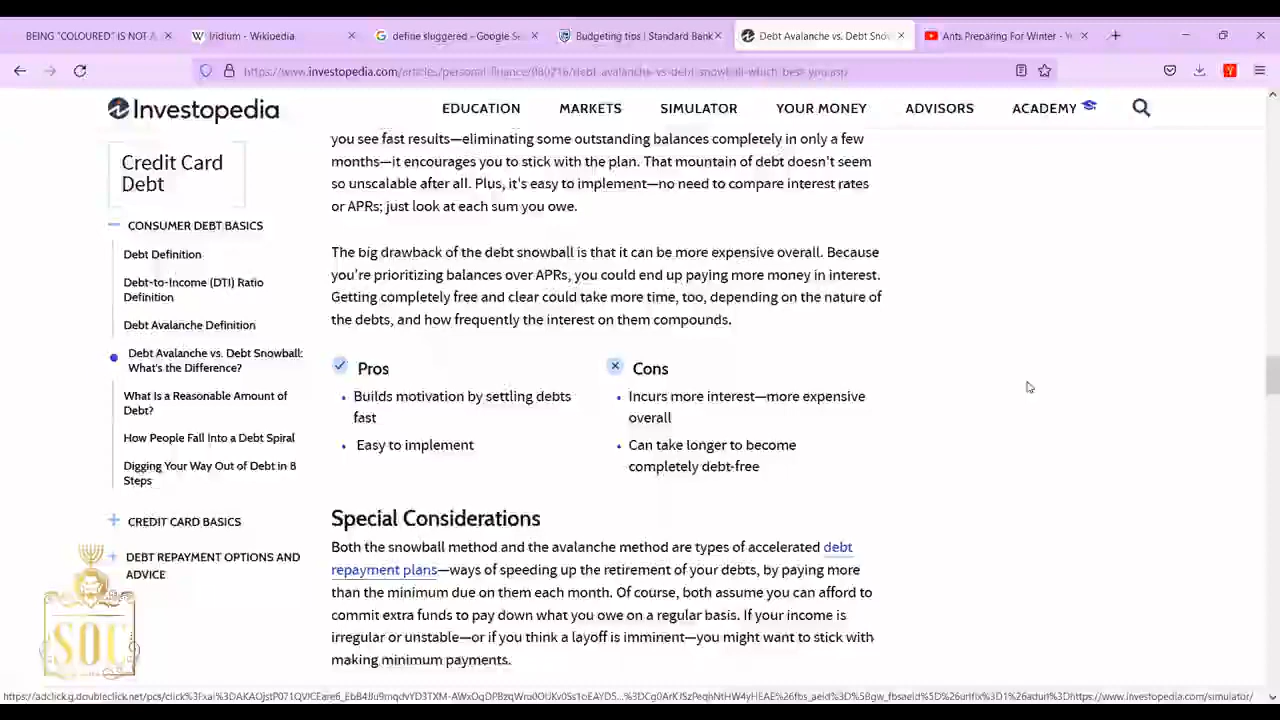 BEING "COLOURED" IS NOT A
Iridium - Wikipedia
define sluggered - Google Se
Budgeting tips | Standard Bank
Debt Avalanche vs. Debt Snow
Ants Preparing For Winter - Y
Investopedia
EDUCATION
MARKETS
SIMULATOR
YOUR MONEY
ADVISORS
ACADEMY
Credit Card
Debt
CONSUMER DEBT BASICS
Debt Definition
Debt-to-Income (DTI) Ratio
Definition
Debt Avalanche Definition
Debt Avalanche vs. Debt Snowball:
What's the Difference?
What Is a Reasonable Amount of
Debt?
How People Fall Into a Debt Spiral
Digging Your Way Out of Debt in 8
Steps
CREDIT CARD BASICS
DEBT REPAYMENT OPTIONS AND
ADVICE
you see fast results—eliminating some outstanding balances completely in only a few
months—it encourages you to stick with the plan. That mountain of debt doesn't seem
so unscalable after all. Plus, it's easy to implement—no need to compare interest rates
or APRs; just look at each sum you owe.
The big drawback of the debt snowball is that it can be more expensive overall. Because
you're prioritizing balances over APRs, you could end up paying more money in interest.
Getting completely free and clear could take more time, too, depending on the nature of
the debts, and how frequently the interest on them compounds.
Pros
Builds motivation by settling debts
fast
Easy to implement
Cons
Incurs more interest—more expensive
overall
Can take longer to become
completely debt-free
Special Considerations
Both the snowball method and the avalanche method are types of accelerated debt
repayment plans—ways of speeding up the retirement of your debts, by paying more
than the minimum due on them each month. Of course, both assume you can afford to
commit extra funds to pay down what you owe on a regular basis. If your income is
irregular or unstable—or if you think a layoff is imminent—you might want to stick with
making minimum payments.
SOC